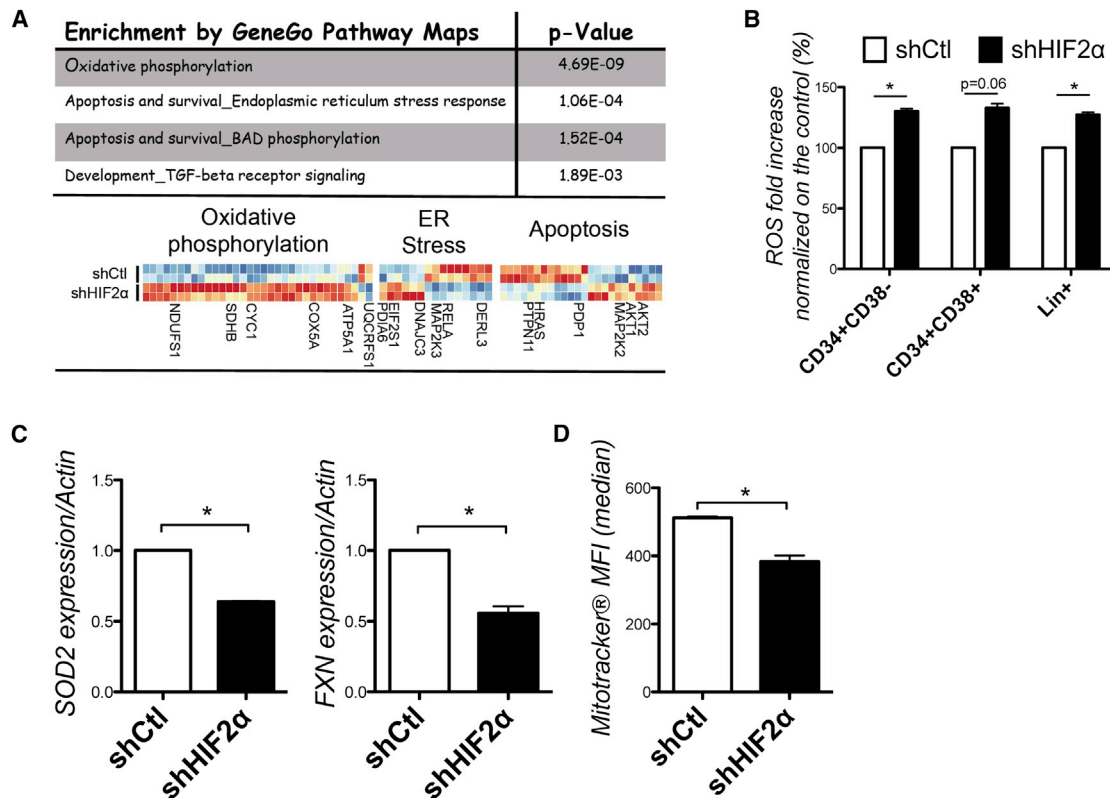 A
Enrichment by GeneGo Pathway Maps p-Value
Oxidative phosphorylation 4.69E-09
Apoptosis and survival_Endoplasmic reticulum stress response 1.06E-04
Apoptosis and survival_BAD phosphorylation 1.52E-04
Development_TGF-beta receptor signaling 1.89E-03
Oxidative phosphorylation
ER Stress
Apoptosis
shCtl
shHIF2α
NDUFS1
SDHB
CYC1
COX5A
ATP5A1
UQCRFS1
PDIA6
EIF2S1
DNAJC3
MAP2K3
RELA
DERL3
PTPN11
HRAS
PDP1
MAP2K2
AKT1
AKT2
B
shCtl shHIF2α
ROS fold increase
normalized on the control (%)
150
100
50
0
*
p=0.06
*
CD34+CD38-
CD34+CD38+
Lin+
C
SOD2 expression/Actin
1.5
1.0
0.5
0.0
*
shCtl
shHIF2α
FXN expression/Actin
1.5
1.0
0.5
0.0
*
shCtl
shHIF2α
D
Mitotracker® MFI (median)
600
400
200
0
*
shCtl
shHIF2α